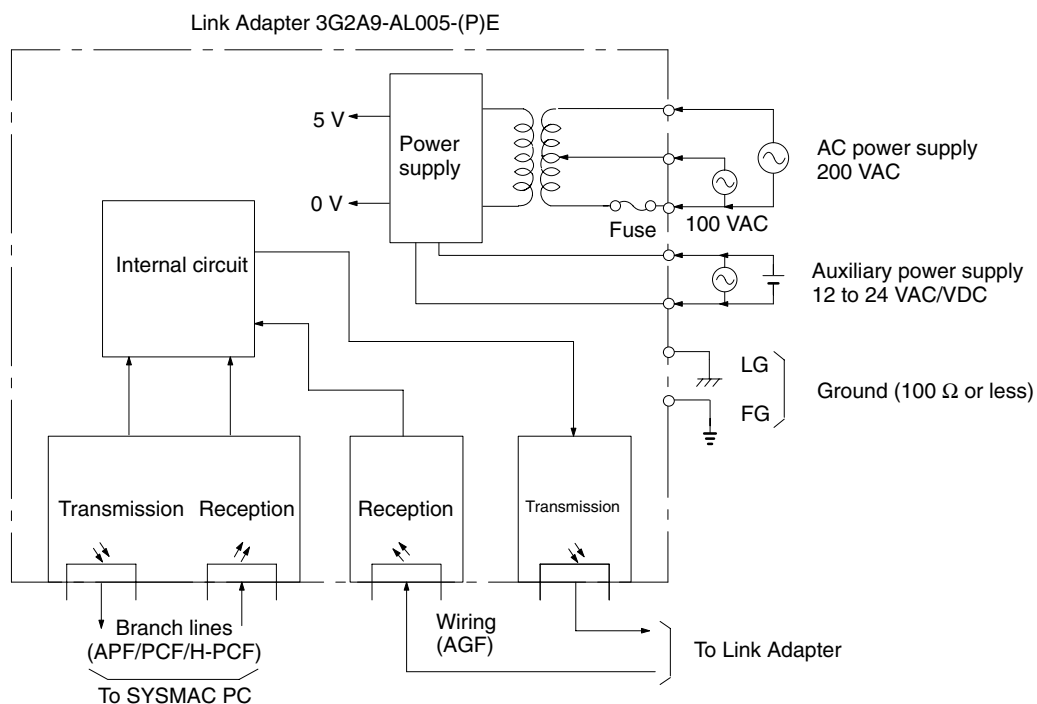 Link Adapter 3G2A9-AL005-(P)E
5 V
Power
supply
0 V
Fuse
100 VAC
AC power supply
200 VAC
Internal circuit
Auxiliary power supply
12 to 24 VAC/VDC
LG
FG
Ground (100 Ω or less)
Transmission
Reception
Reception
Transmission
Branch lines
(APF/PCF/H-PCF)
To SYSMAC PC
Wiring
(AGF)
To Link Adapter